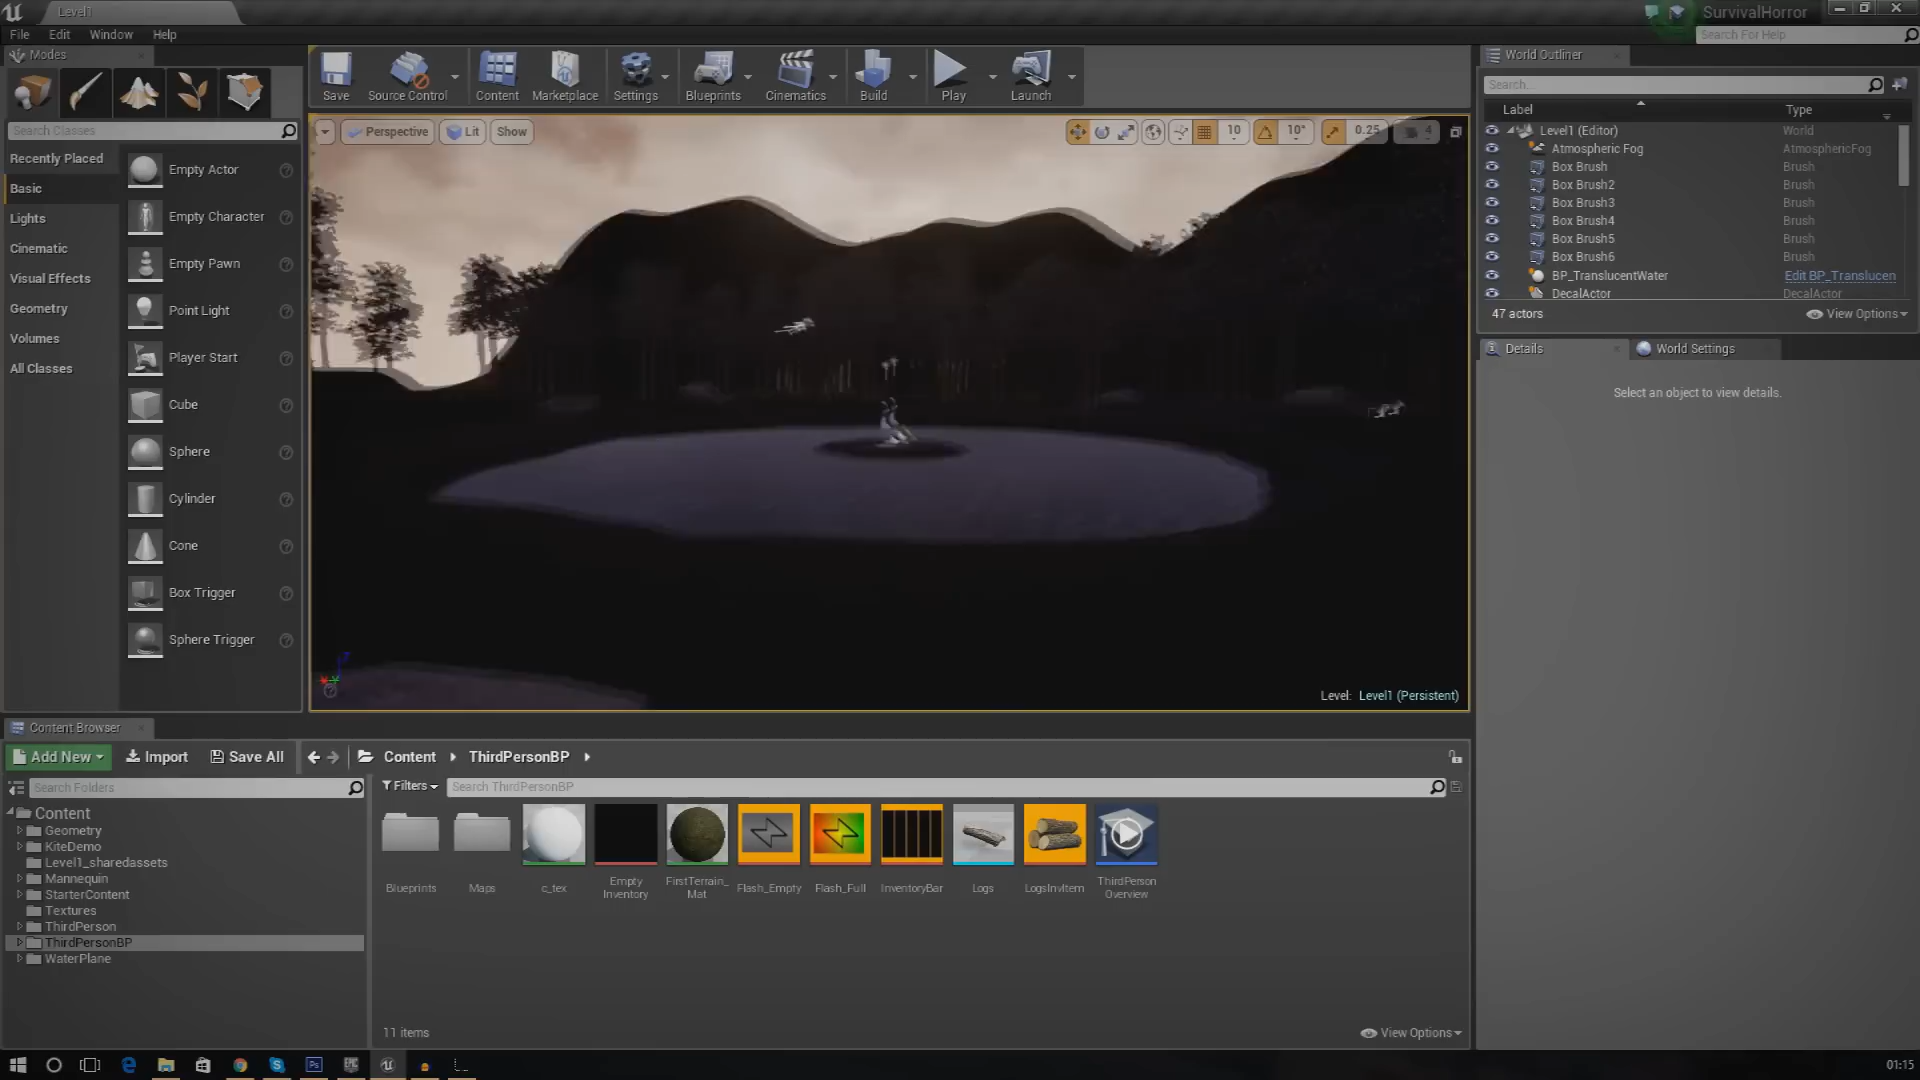 Level1
SurvivalHorror
File Edit Window Help
Search For Help
Modes
Search Classes
Recently Placed
Basic
Lights
Cinematic
Visual Effects
Geometry
Volumes
All Classes
Empty Actor
Empty Character
Empty Pawn
Point Light
Player Start
Cube
Sphere
Cylinder
Cone
Box Trigger
Sphere Trigger
Save Source Control Content Marketplace Settings Blueprints Cinematics Build Play Launch
Perspective Lit Show
10 10° 0.25 4
Level: Level1 (Persistent)
World Outliner
Search...
Label Type
Level1 (Editor) World
Atmospheric Fog AtmosphericFog
Box Brush Brush
Box Brush2 Brush
Box Brush3 Brush
Box Brush4 Brush
Box Brush5 Brush
Box Brush6 Brush
BP_TranslucentWater Edit BP_Translucen
DecalActor DecalActor
47 actors View Options
Details World Settings
Select an object to view details.
Content Browser
Add New Import Save All Content ThirdPersonBP
Search Folders
Filters Search ThirdPersonBP
Content
Geometry
KiteDemo
Level1_sharedassets
Mannequin
StarterContent
Textures
ThirdPerson
ThirdPersonBP
WaterPlane
Blueprints
Maps
c_tex
Empty
Inventory
FirstTerrain_
Mat
Flash_Empty
Flash_Full
InventoryBar
Logs
LogsInvItem
ThirdPerson
Overview
11 items View Options
Ps
EPIC
01:15